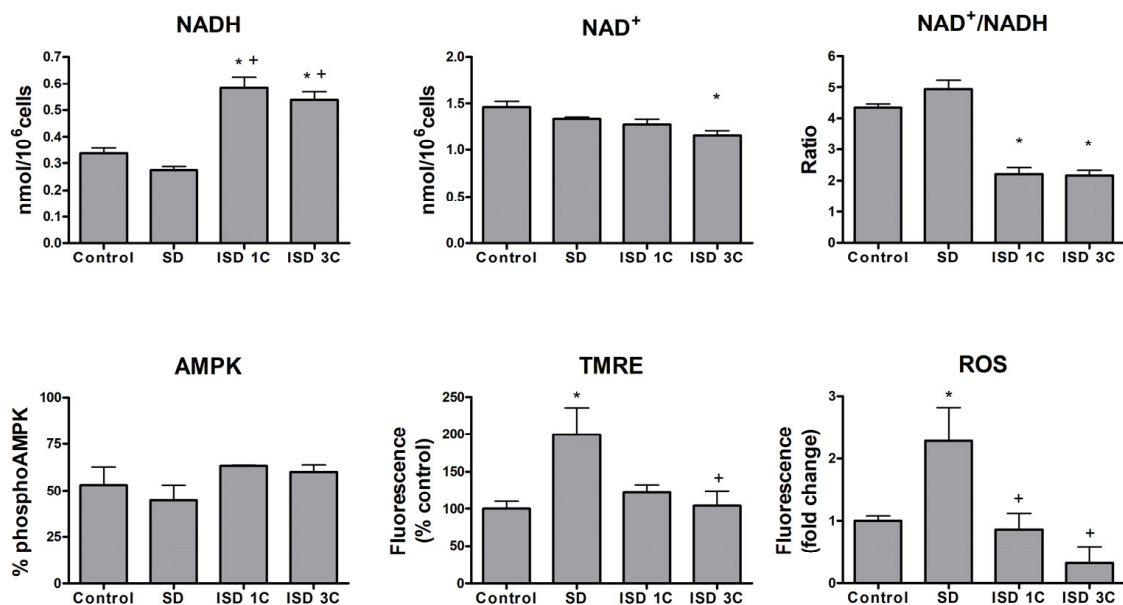 NADH
nmol/10⁶cells
0.7
0.6
0.5
0.4
0.3
0.2
0.1
0.0
* +
* +
Control SD ISD 1C ISD 3C
NAD⁺
nmol/10⁶cells
2.0
1.5
1.0
0.5
0.0
*
Control SD ISD 1C ISD 3C
NAD⁺/NADH
Ratio
6
5
4
3
2
1
0
*
*
Control SD ISD 1C ISD 3C
AMPK
% phosphoAMPK
100
75
50
25
0
Control SD ISD 1C ISD 3C
TMRE
Fluorescence
(% control)
250
200
150
100
50
0
*
+
Control SD ISD 1C ISD 3C
ROS
Fluorescence
(fold change)
3
2
1
0
*
+
+
Control SD ISD 1C ISD 3C